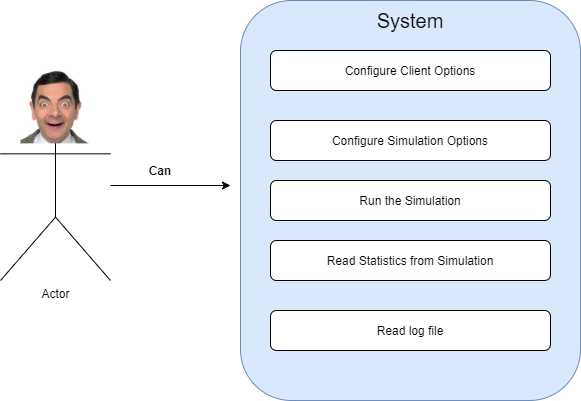 System
Configure Client Options
Configure Simulation Options
Can
Run the Simulation
Read Statistics from Simulation
Actor
Read log file